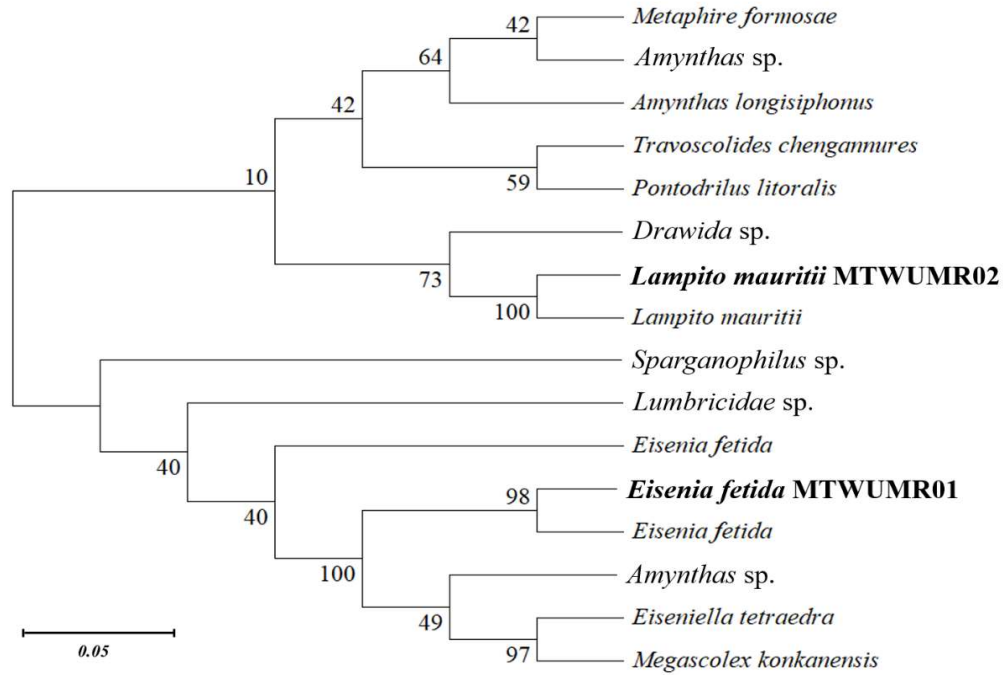 42
Metaphire formosae
64
Amynthas sp.
42
Amynthas longisiphonus
Travoscolides chengannures
10
59
Pontodrilus litoralis
Drawida sp.
73
Lampito mauritii MTWUMR02
100
Lampito mauritii
Sparganophilus sp.
Lumbricidae sp.
40
Eisenia fetida
98
Eisenia fetida MTWUMR01
40
Eisenia fetida
100
Amynthas sp.
49
Eiseniella tetraedra
97
Megascolex konkanensis
0.05